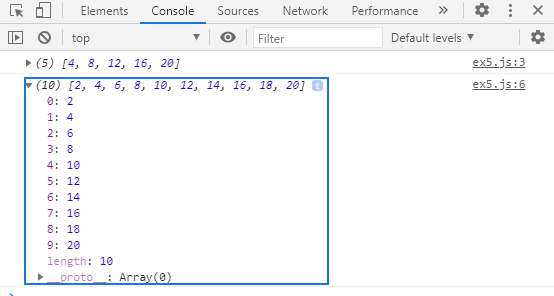 Elements Console Sources Network Performance »
top Filter Default levels
(5) [4, 8, 12, 16, 20] ex5.js:3
(10) [2, 4, 6, 8, 10, 12, 14, 16, 18, 20] i ex5.js:6
0: 2
1: 4
2: 6
3: 8
4: 10
5: 12
6: 14
7: 16
8: 18
9: 20
length: 10
__proto__: Array(0)